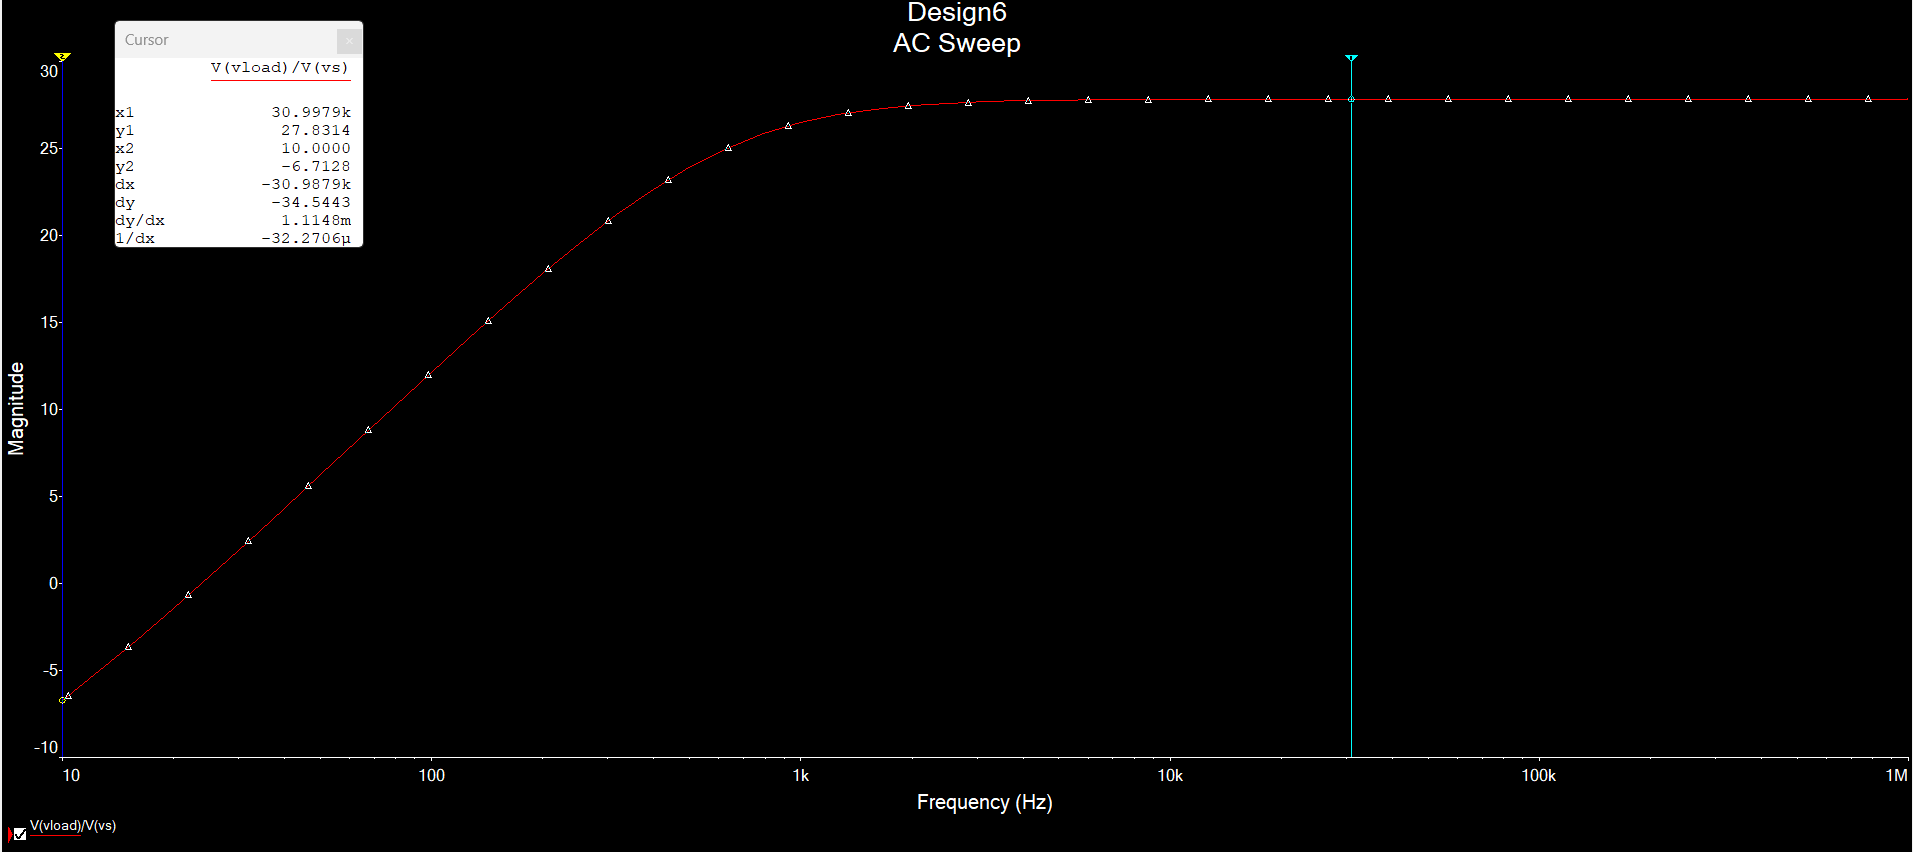 Design6
AC Sweep
Cursor
V(vload)/V(vs)
x1 30.9979k
y1 27.8314
x2 10.0000
y2 -6.7128
dx -30.9879k
dy -34.5443
dy/dx 1.1148m
1/dx -32.2706µ
30
25
20
15
10
5
0
-5
-10
Magnitude
10 100 1k 10k 100k 1M
Frequency (Hz)
V(vload)/V(vs)